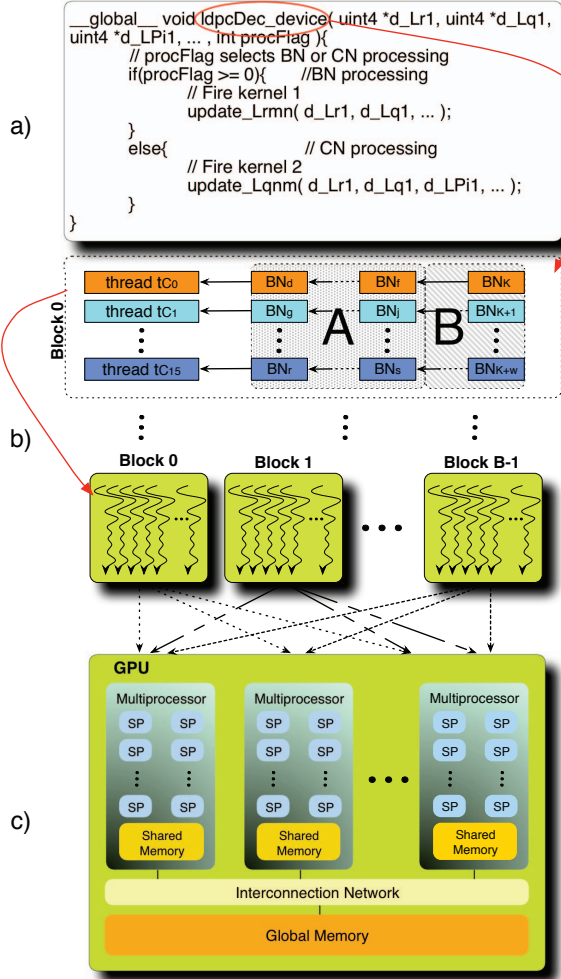 __global__ void ldpcDec_device( uint4 *d_Lr1, uint4 *d_Lq1,
uint4 *d_LPi1, ... , int procFlag ){
// procFlag selects BN or CN processing
if(procFlag >= 0){ //BN processing
// Fire kernel 1
update_Lrmn( d_Lr1, d_Lq1, ... );
}
else{ // CN processing
// Fire kernel 2
update_Lqnm( d_Lr1, d_Lq1, d_LPi1, ... );
}
}
a)
Block 0
thread tC0 BNd BNf BNK
thread tC1 BNg BNj BNK+1
A B
thread tC15 BNr BNs BNK+w
b)
Block 0 Block 1 Block B-1
... ... ...
GPU
Multiprocessor Multiprocessor Multiprocessor
SP SP SP SP SP SP
SP SP SP SP SP SP
SP SP SP SP SP SP
c)
Shared Memory Shared Memory Shared Memory
Interconnection Network
Global Memory